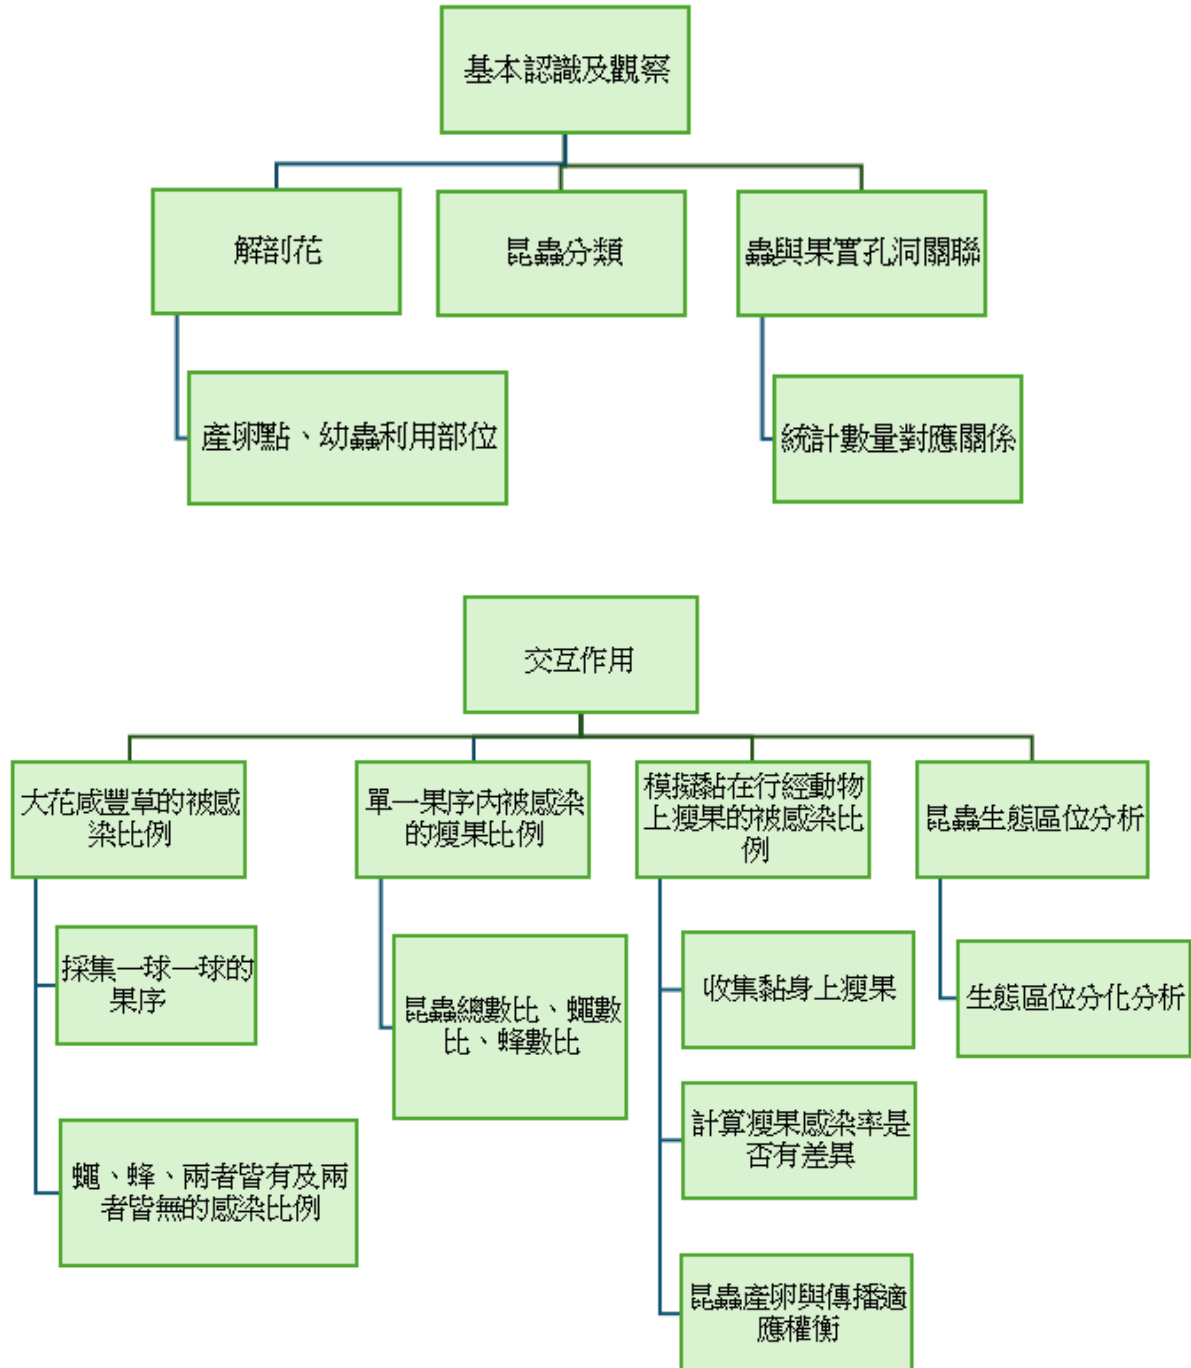 基本認識及觀察
解剖花
昆蟲分類
蟲與果實孔洞關聯
產卵點、幼蟲利用部位
統計數量對應關係
交互作用
大花咸豐草的被感
染比例
單一果序內被感染
的瘦果比例
模擬黏在行經動物
上瘦果的被感染比
例
昆蟲生態區位分析
採集一球一球的
果序
蠅、蜂、兩者皆有及兩
者皆無的感染比例
昆蟲總數比、蠅數
比、蜂數比
收集黏身上瘦果
計算瘦果感染率是
否有差異
昆蟲產卵與傳播適
應權衡
生態區位分化分析